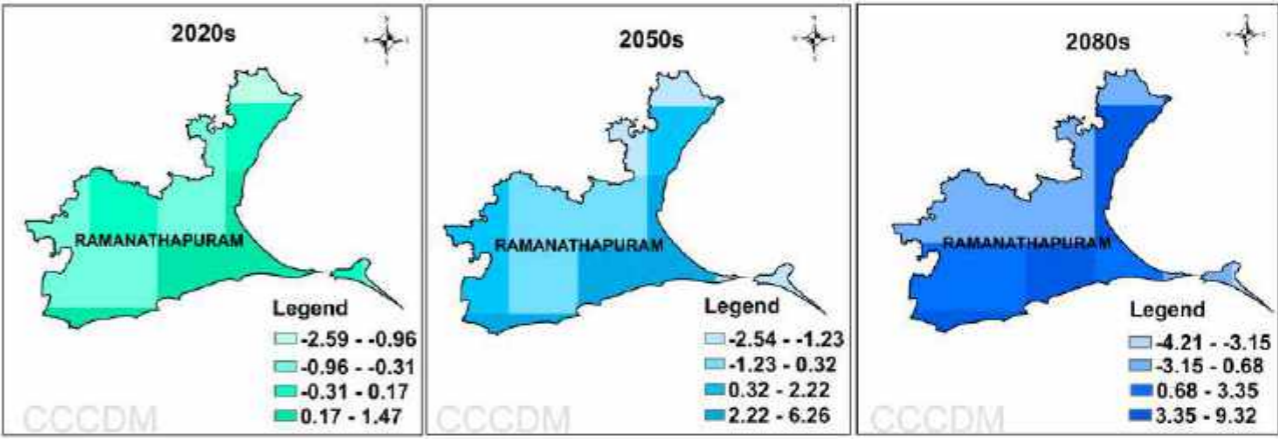 2020s
RAMANATHAPURAM
Legend
-2.59 - -0.96
-0.96 - -0.31
-0.31 - 0.17
0.17 - 1.47
CCCDM
2050s
RAMANATHAPURAM
Legend
-2.54 - -1.23
-1.23 - 0.32
0.32 - 2.22
2.22 - 6.26
CCCDM
2080s
RAMANATHAPURAM
Legend
-4.21 - -3.15
-3.15 - 0.68
0.68 - 3.35
3.35 - 9.32
CCCDM